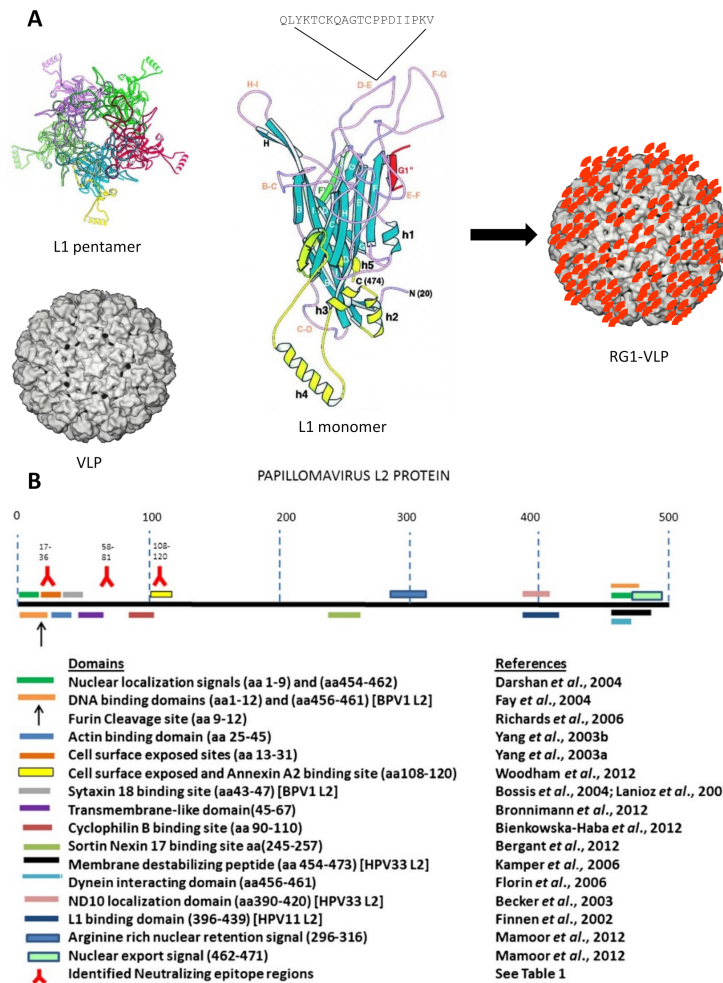 A
QLYKTCKQAGTCPPDIIPKV
F-G
H-I
D-E
H
G1"
B-C
F
E-F
h1
h5
C (474)
N (20)
h3
h2
C-D
h4
L1 pentamer
VLP
L1 monomer
RG1-VLP
B
PAPILLOMAVIRUS L2 PROTEIN
0 100 200 300 400 500
17-
36
58-
81
108-
120
Domains References
Nuclear localization signals (aa 1-9) and (aa454-462) Darshan et al., 2004
DNA binding domains (aa1-12) and (aa456-461) [BPV1 L2] Fay et al., 2004
Furin Cleavage site (aa 9-12) Richards et al. 2006
Actin binding domain (aa 25-45) Yang et al. 2003b
Cell surface exposed sites (aa 13-31) Yang et al. 2003a
Cell surface exposed and Annexin A2 binding site (aa108-120) Woodham et al. 2012
Sytaxin 18 binding site (aa43-47) [BPV1 L2] Bossis et al., 2004; Lanioz et al., 200
Transmembrane-like domain(45-67) Bronnimann et al., 2012
Cyclophilin B binding site (aa 90-110) Bienkowska-Haba et al., 2012
Sortin Nexin 17 binding site aa(245-257) Bergant et al., 2012
Membrane destabilizing peptide (aa 454-473) [HPV33 L2] Kamper et al., 2006
Dynein interacting domain (aa456-461) Florin et al., 2006
ND10 localization domain (aa390-420) [HPV33 L2] Becker et al., 2003
L1 binding domain (396-439) [HPV11 L2] Finnen et al., 2002
Arginine rich nuclear retention signal (296-316) Mamoor et al., 2012
Nuclear export signal (462-471) Mamoor et al., 2012
Identified Neutralizing epitope regions See Table 1